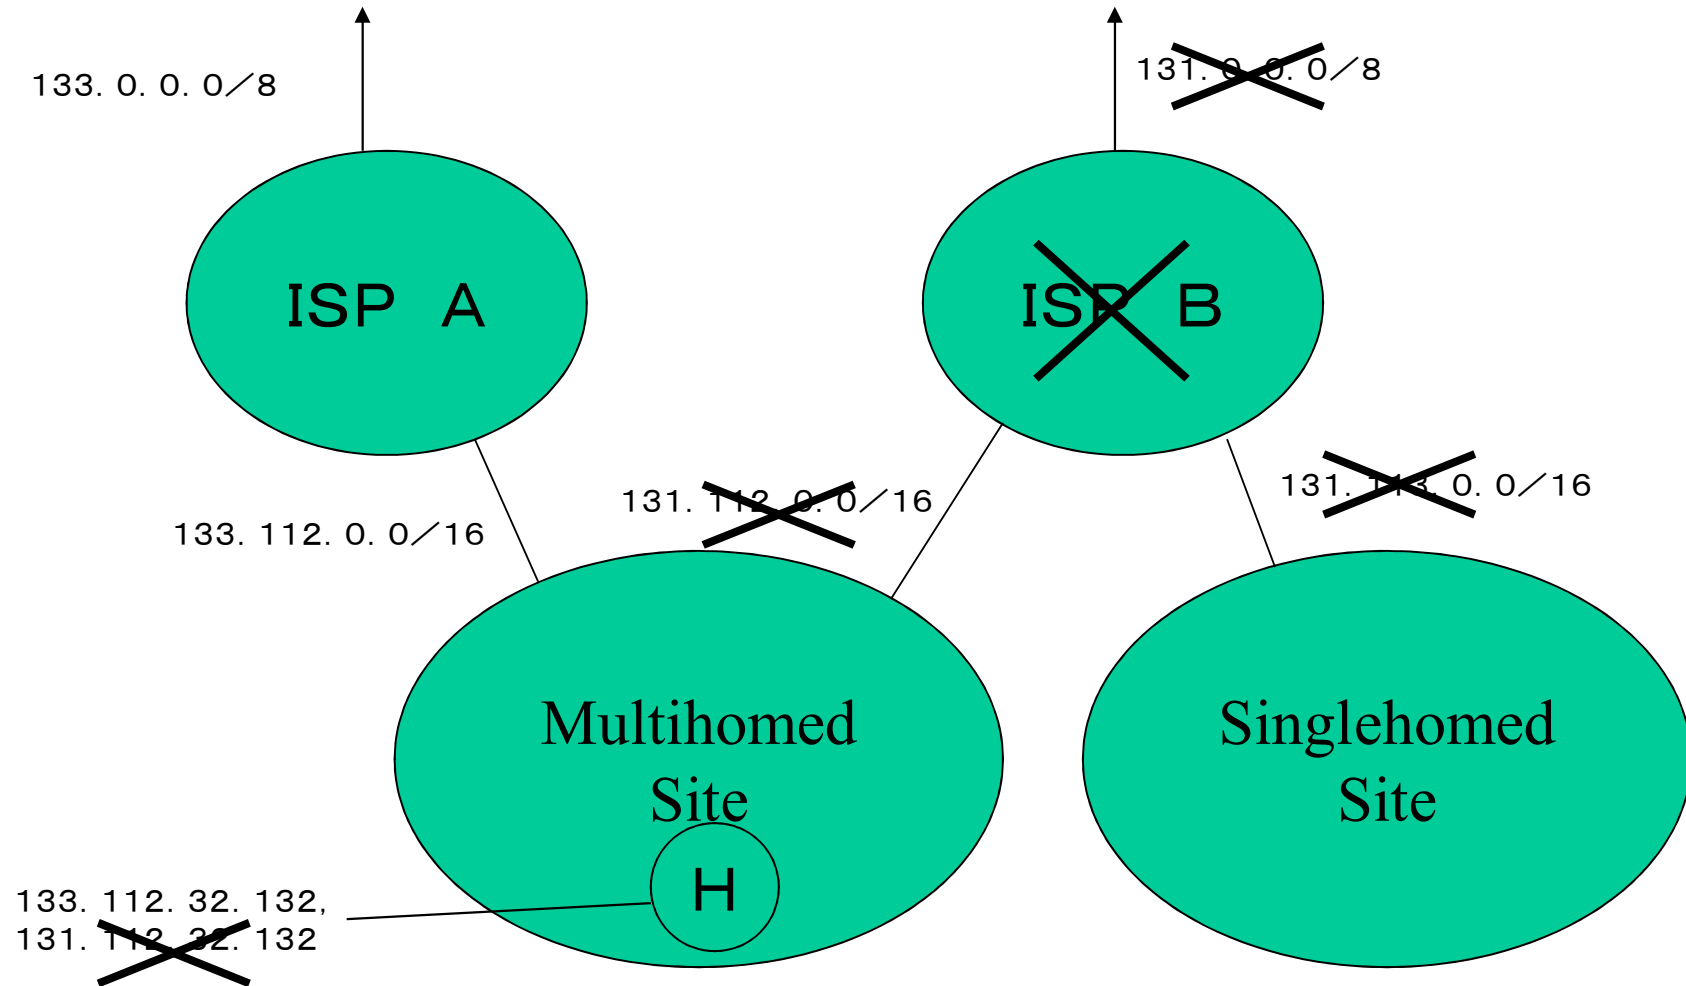 133. 0. 0. 0／8
131. 0. 0. 0／8
ISP A
ISP B
131. 112. 0. 0／16
131. 113. 0. 0／16
133. 112. 0. 0／16
Multihomed
Site
Singlehomed
Site
H
133. 112. 32. 132,
131. 112. 32. 132